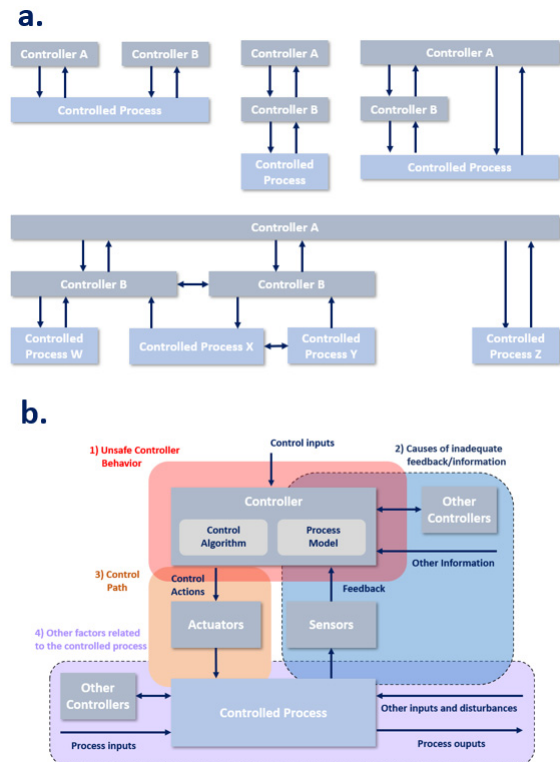 a.
Controller A
Controller B
Controlled Process
Controller A
Controller B
Controlled
Process
Controller A
Controller B
Controlled Process
Controller A
Controller B
Controller B
Controlled
Process W
Controlled Process X
Controlled
Process Y
Controlled
Process Z
b.
1) Unsafe Controller
Behavior
Control inputs
2) Causes of inadequate
feedback/information
Controller
Control
Algorithm
Process
Model
Other
Controllers
Other Information
3) Control
Path
Control
Actions
Feedback
Actuators
Sensors
4) Other factors related
to the controlled process
Other
Controllers
Controlled Process
Other inputs and disturbances
Process inputs
Process ouputs